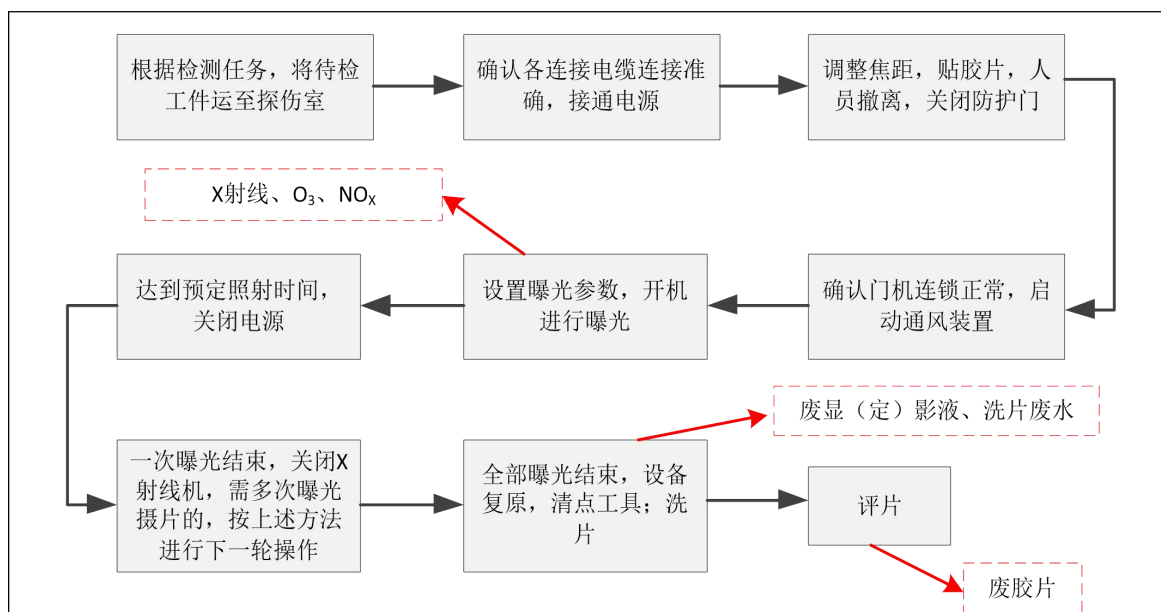 根据检测任务，将待检
工件运至探伤室
确认各连接电缆连接准
确，接通电源
调整焦距，贴胶片，人
员撤离，关闭防护门
X射线、O₃、NOₓ
达到预定照射时间，
关闭电源
设置曝光参数，开机
进行曝光
确认门机连锁正常，启
动通风装置
废显（定）影液、洗片废水
一次曝光结束，关闭X
射线机，需多次曝光
摄片的，按上述方法
进行下一轮操作
全部曝光结束，设备
复原，清点工具；洗
片
评片
废胶片